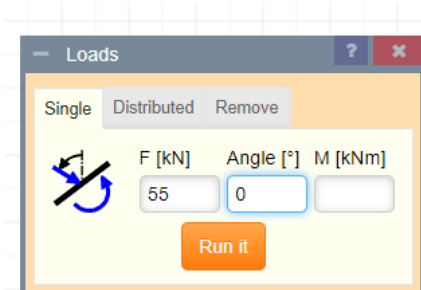 Loads ?
Single Distributed Remove
F [kN] Angle [°] M [kNm]
55 0
Run it